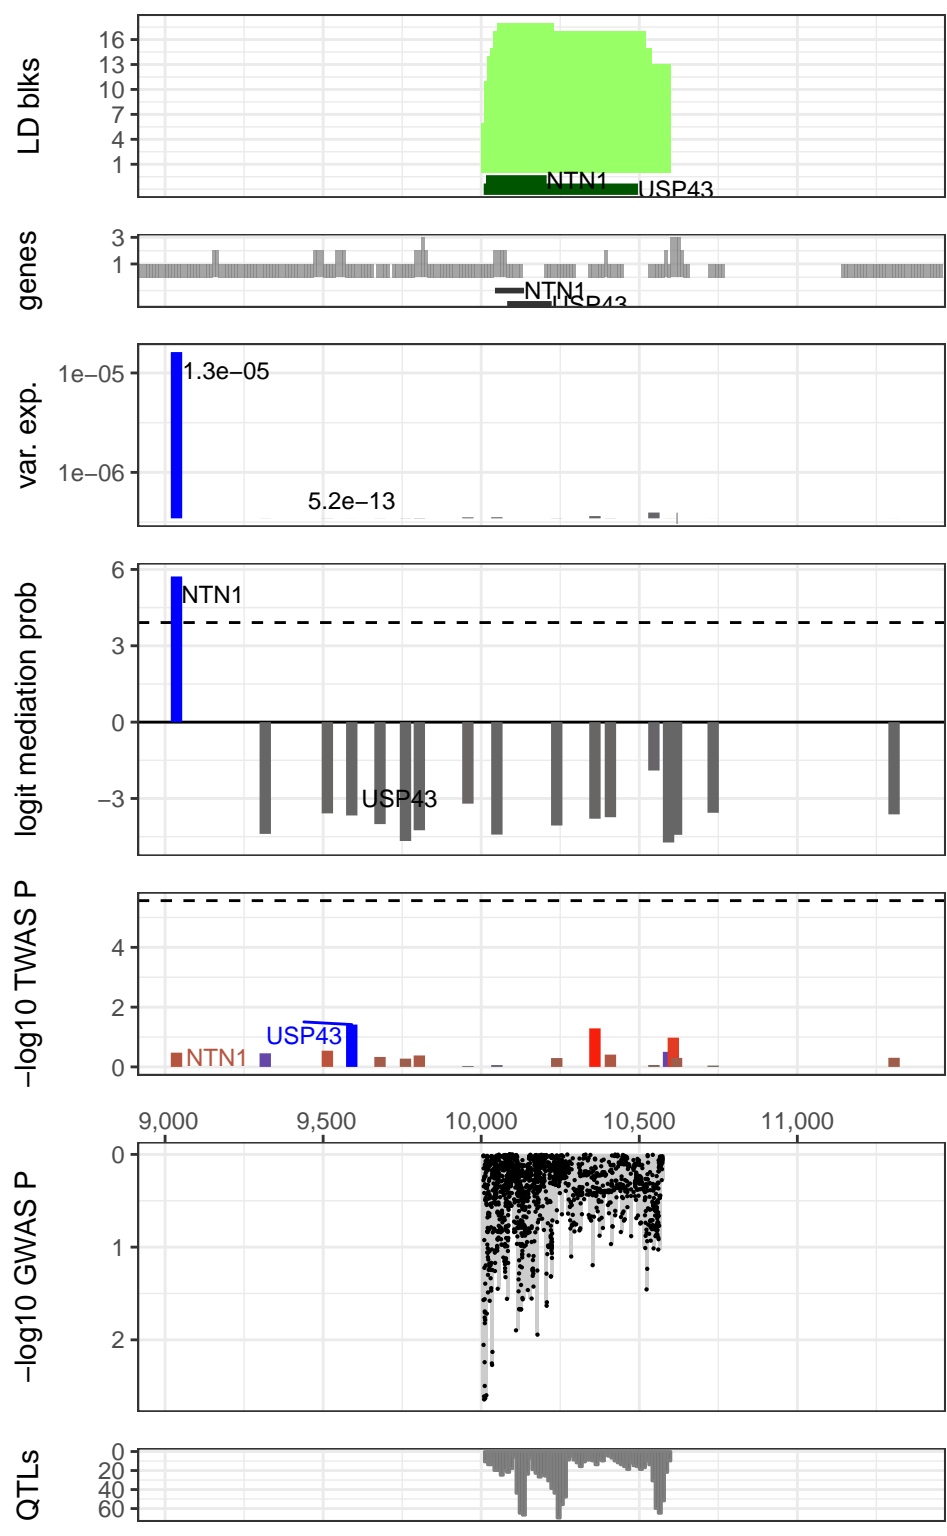 LD blks
16
13
10
7
4
1
NTN1
USP43
genes
3
1
NTN1
USP43
var. exp.
1e−05
1e−06
1.3e−05
5.2e−13
logit mediation prob
6
3
0
−3
NTN1
USP43
−log10 TWAS P
4
2
0
USP43
NTN1
9,000
9,500
10,000
10,500
11,000
−log10 GWAS P
0
1
2
QTLs
0
20
40
60